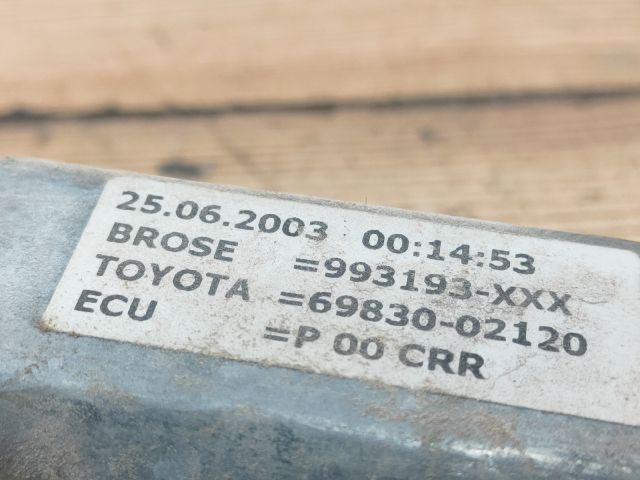 25.06.2003 00:14:53
BROSE =993193-XXX
TOYOTA =69830-02120
ECU =P 00 CRR